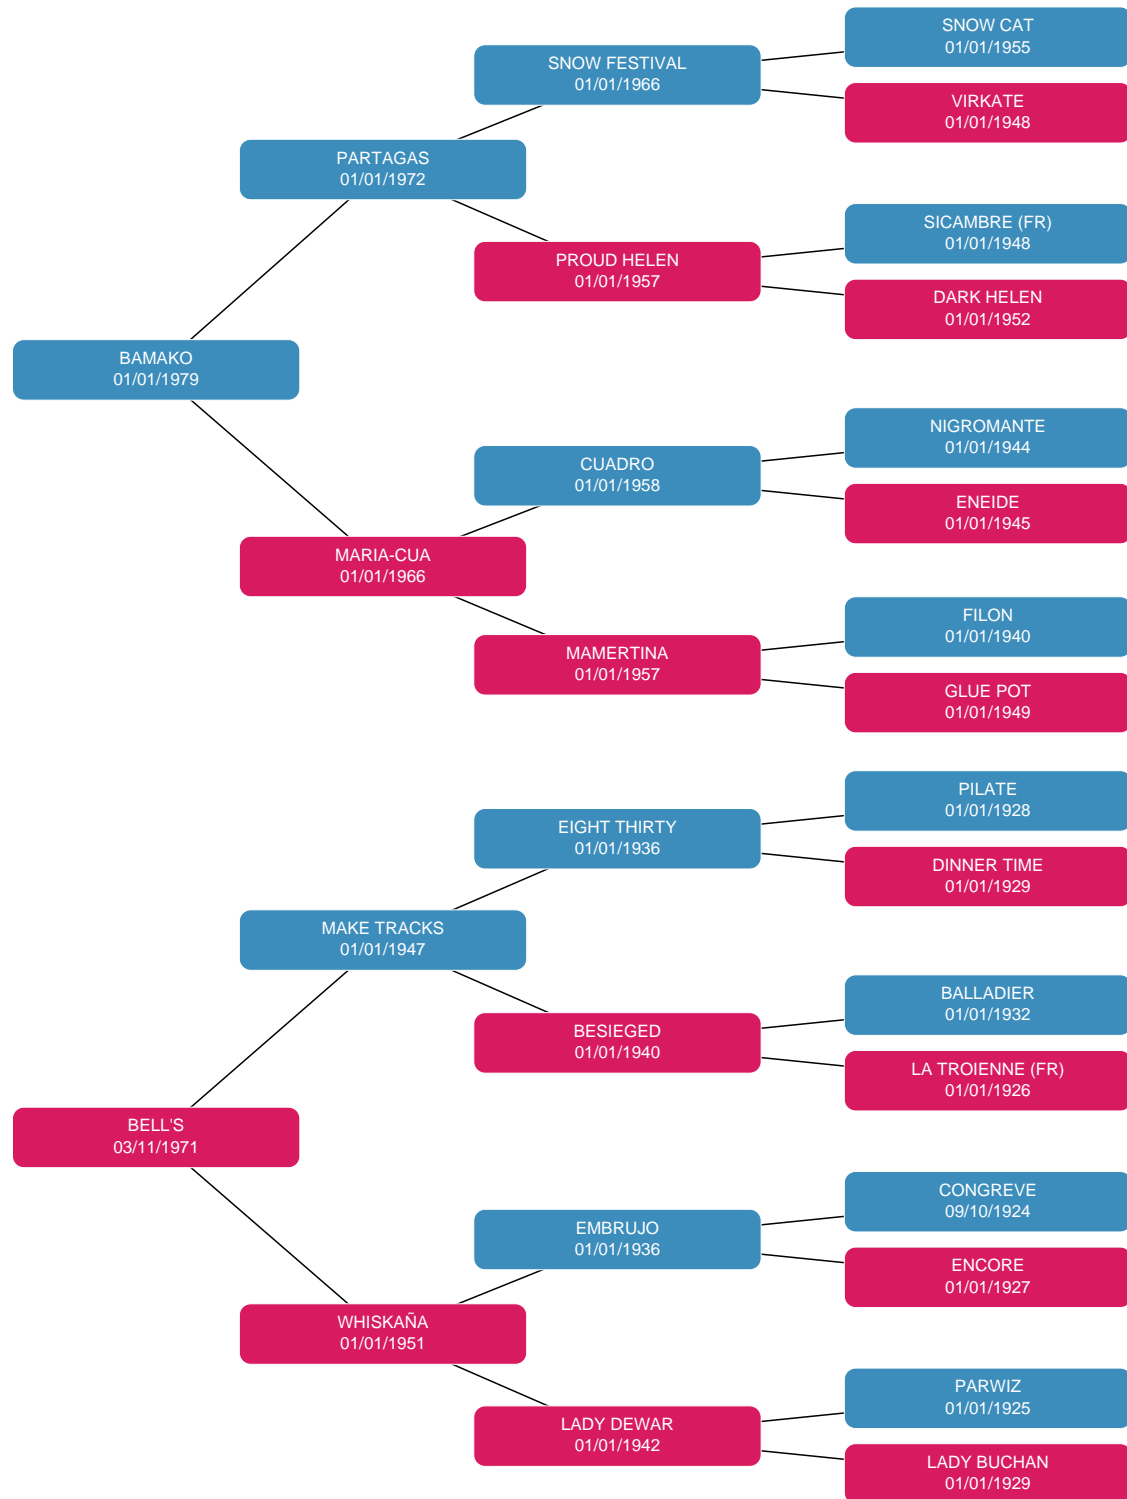 SNOW CAT
01/01/1955
SNOW FESTIVAL
01/01/1966
VIRKATE
01/01/1948
PARTAGAS
01/01/1972
SICAMBRE (FR)
01/01/1948
PROUD HELEN
01/01/1957
DARK HELEN
01/01/1952
BAMAKO
01/01/1979
NIGROMANTE
01/01/1944
CUADRO
01/01/1958
ENEIDE
01/01/1945
MARIA-CUA
01/01/1966
FILON
01/01/1940
MAMERTINA
01/01/1957
GLUE POT
01/01/1949
PILATE
01/01/1928
EIGHT THIRTY
01/01/1936
DINNER TIME
01/01/1929
MAKE TRACKS
01/01/1947
BALLADIER
01/01/1932
BESIEGED
01/01/1940
LA TROIENNE (FR)
01/01/1926
BELL'S
03/11/1971
CONGREVE
09/10/1924
EMBRUJO
01/01/1936
ENCORE
01/01/1927
WHISKAÑA
01/01/1951
PARWIZ
01/01/1925
LADY DEWAR
01/01/1942
LADY BUCHAN
01/01/1929